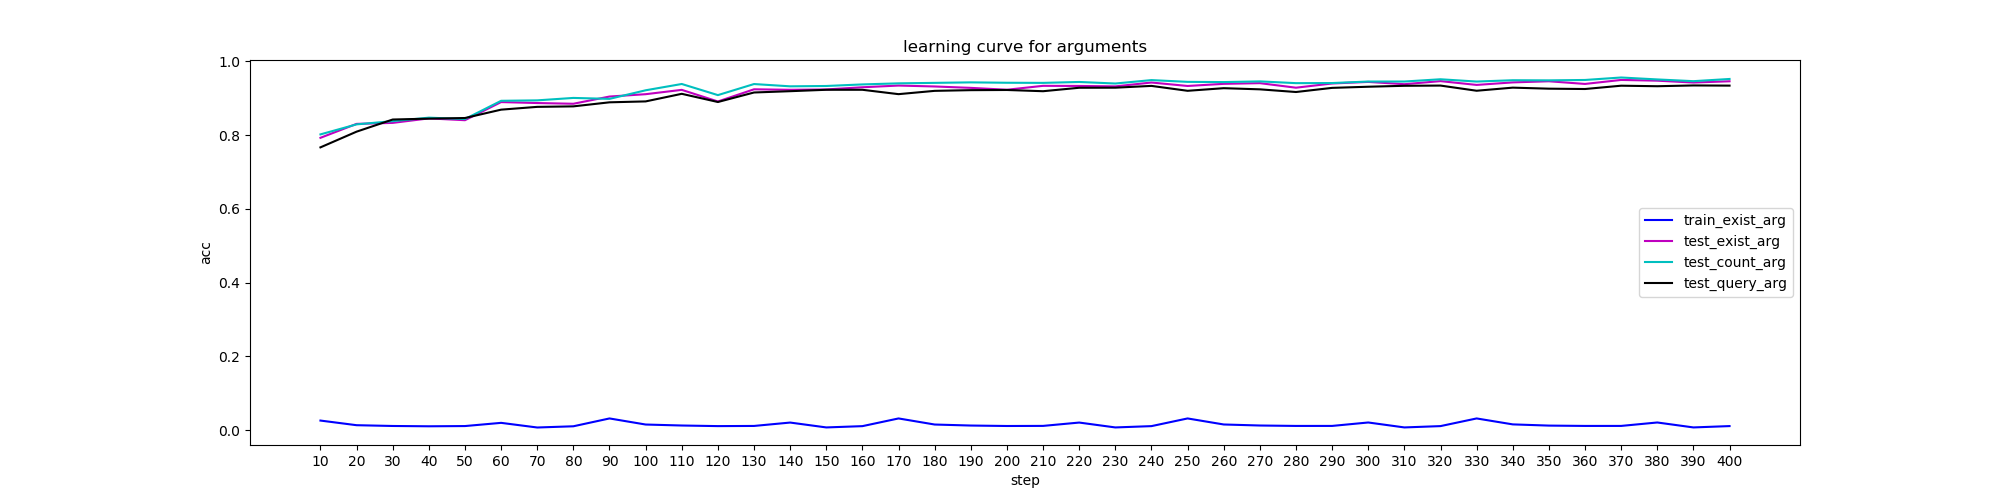 learning curve for arguments
1.0
0.8
0.6
0.4
0.2
0.0
acc
train_exist_arg
test_exist_arg
test_count_arg
test_query_arg
10 20 30 40 50 60 70 80 90 100 110 120 130 140 150 160 170 180 190 200 210 220 230 240 250 260 270 280 290 300 310 320 330 340 350 360 370 380 390 400
step